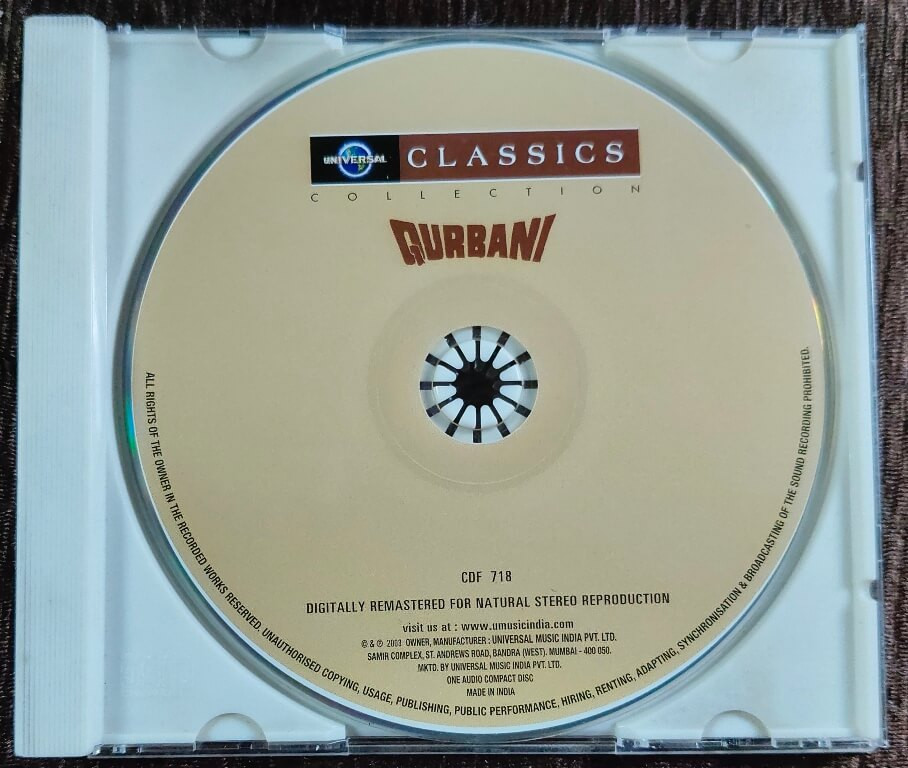 UNIVERSAL CLASSICS
COLLECTION
QURBANI
CDF 718
DIGITALLY REMASTERED FOR NATURAL STEREO REPRODUCTION
visit us at : www.umusicindia.com
© & ℗ 2003 OWNER, MANUFACTURER : UNIVERSAL MUSIC INDIA PVT. LTD.
SAMIR COMPLEX, ST. ANDREWS ROAD, BANDRA (WEST). MUMBAI - 400 050.
MKTD. BY UNIVERSAL MUSIC INDIA PVT. LTD.
ONE AUDIO COMPACT DISC
MADE IN INDIA
ALL RIGHTS OF THE OWNER IN THE RECORDED WORKS RESERVED. UNAUTHORISED COPYING, USAGE, PUBLISHING, PUBLIC PERFORMANCE, HIRING, RENTING, ADAPTING, SYNCHRONISATION & BROADCASTING OF THE SOUND RECORDING PROHIBITED.